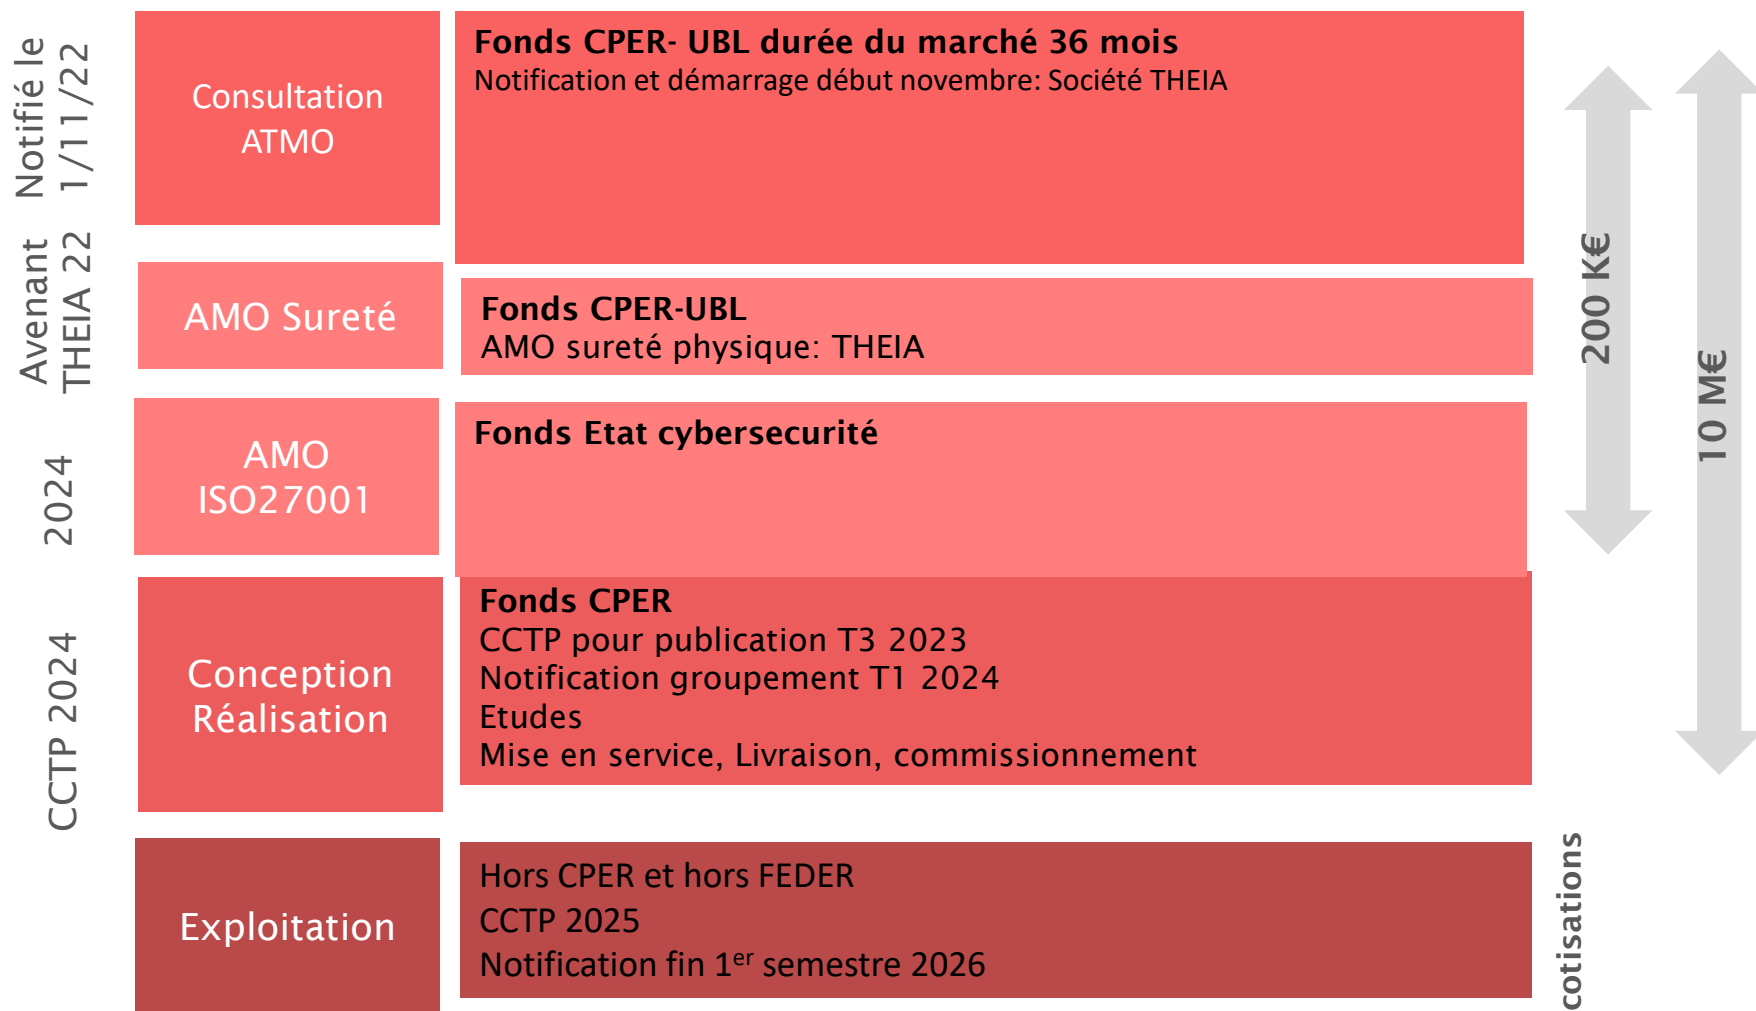 Notifié le
1/11/22
Consultation
ATMO
Fonds CPER- UBL durée du marché 36 mois
Notification et démarrage début novembre: Société THEIA
Avenant
THEIA 22
AMO Sureté
Fonds CPER-UBL
AMO sureté physique: THEIA
2024
AMO
ISO27001
Fonds Etat cybersecurité
CCTP 2024
Conception
Réalisation
Fonds CPER
CCTP pour publication T3 2023
Notification groupement T1 2024
Etudes
Mise en service, Livraison, commissionnement
Exploitation
Hors CPER et hors FEDER
CCTP 2025
Notification fin 1er semestre 2026
200 K€
10 M€
cotisations